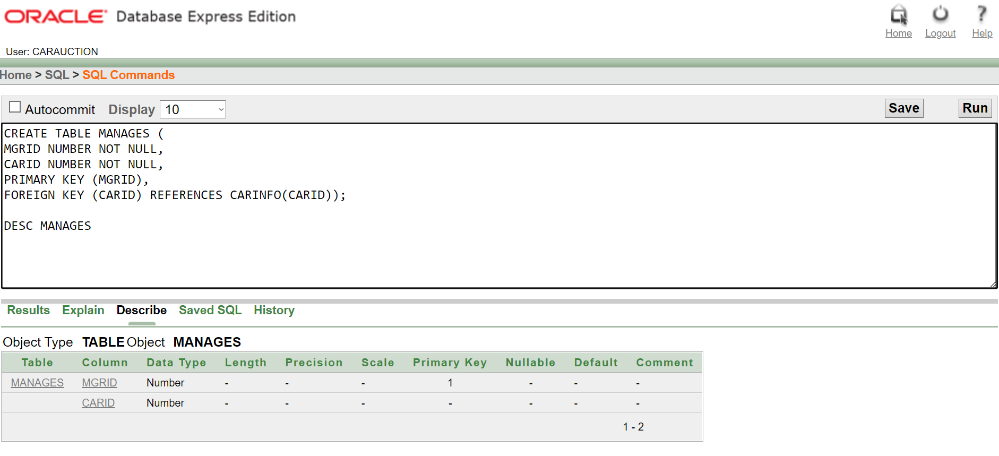 ORACLE Database Express Edition
Home Logout Help
User: CARAUCTION
Home > SQL > SQL Commands
Autocommit Display 10 Save Run
CREATE TABLE MANAGES (
MGRID NUMBER NOT NULL,
CARID NUMBER NOT NULL,
PRIMARY KEY (MGRID),
FOREIGN KEY (CARID) REFERENCES CARINFO(CARID));
DESC MANAGES
Results Explain Describe Saved SQL History
Object Type TABLE Object MANAGES
Table Column Data Type Length Precision Scale Primary Key Nullable Default Comment
MANAGES MGRID Number - - - 1 - - -
CARID Number - - - - - - -
1 - 2